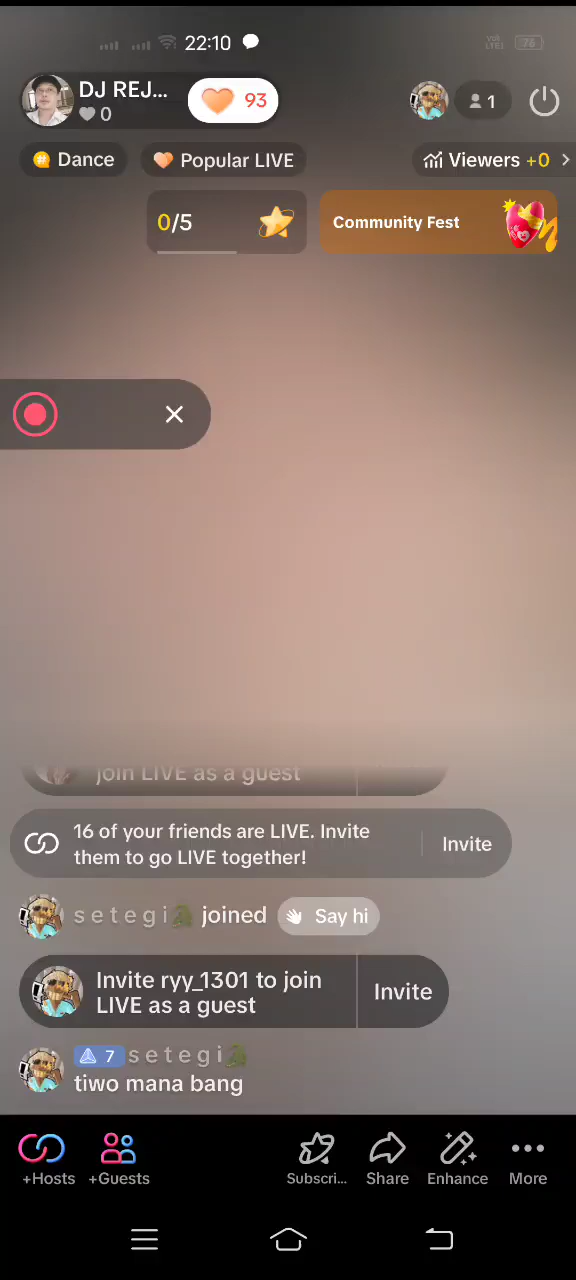 22:10
VoLTE1 76
DJ REJ...
0
93
1
Dance
Popular LIVE
Viewers +0
0/5
Community Fest
join LIVE as a guest
16 of your friends are LIVE. Invite
them to go LIVE together!
Invite
s e t e g i🐊 joined
Say hi
Invite ryy_1301 to join
LIVE as a guest
Invite
7 s e t e g i🐊
tiwo mana bang
+Hosts
+Guests
Subscri...
Share
Enhance
More